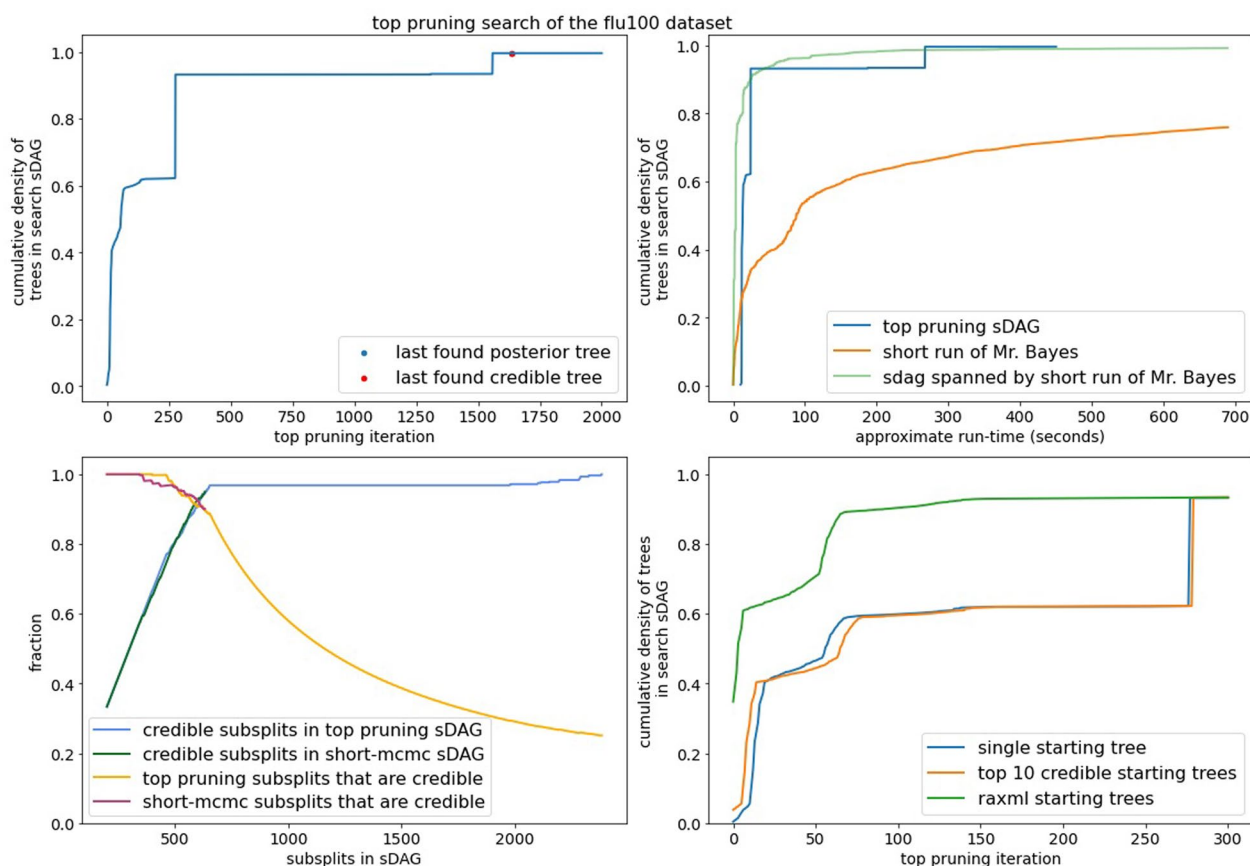 top pruning search of the flu100 dataset
cumulative density of
trees in search sDAG
1.0
0.8
0.6
0.4
0.2
0.0
last found posterior tree
last found credible tree
0
250
500
750
1000
1250
1500
1750
2000
top pruning iteration
cumulative density of
trees in search sDAG
1.0
0.8
0.6
0.4
0.2
0.0
top pruning sDAG
short run of Mr. Bayes
sdag spanned by short run of Mr. Bayes
0
100
200
300
400
500
600
700
approximate run-time (seconds)
fraction
1.0
0.8
0.6
0.4
0.2
0.0
credible subsplits in top pruning sDAG
credible subsplits in short-mcmc sDAG
top pruning subsplits that are credible
short-mcmc subsplits that are credible
500
1000
1500
2000
subsplits in sDAG
cumulative density of trees
in search sDAG
1.0
0.8
0.6
0.4
0.2
0.0
single starting tree
top 10 credible starting trees
raxml starting trees
0
50
100
150
200
250
300
top pruning iteration